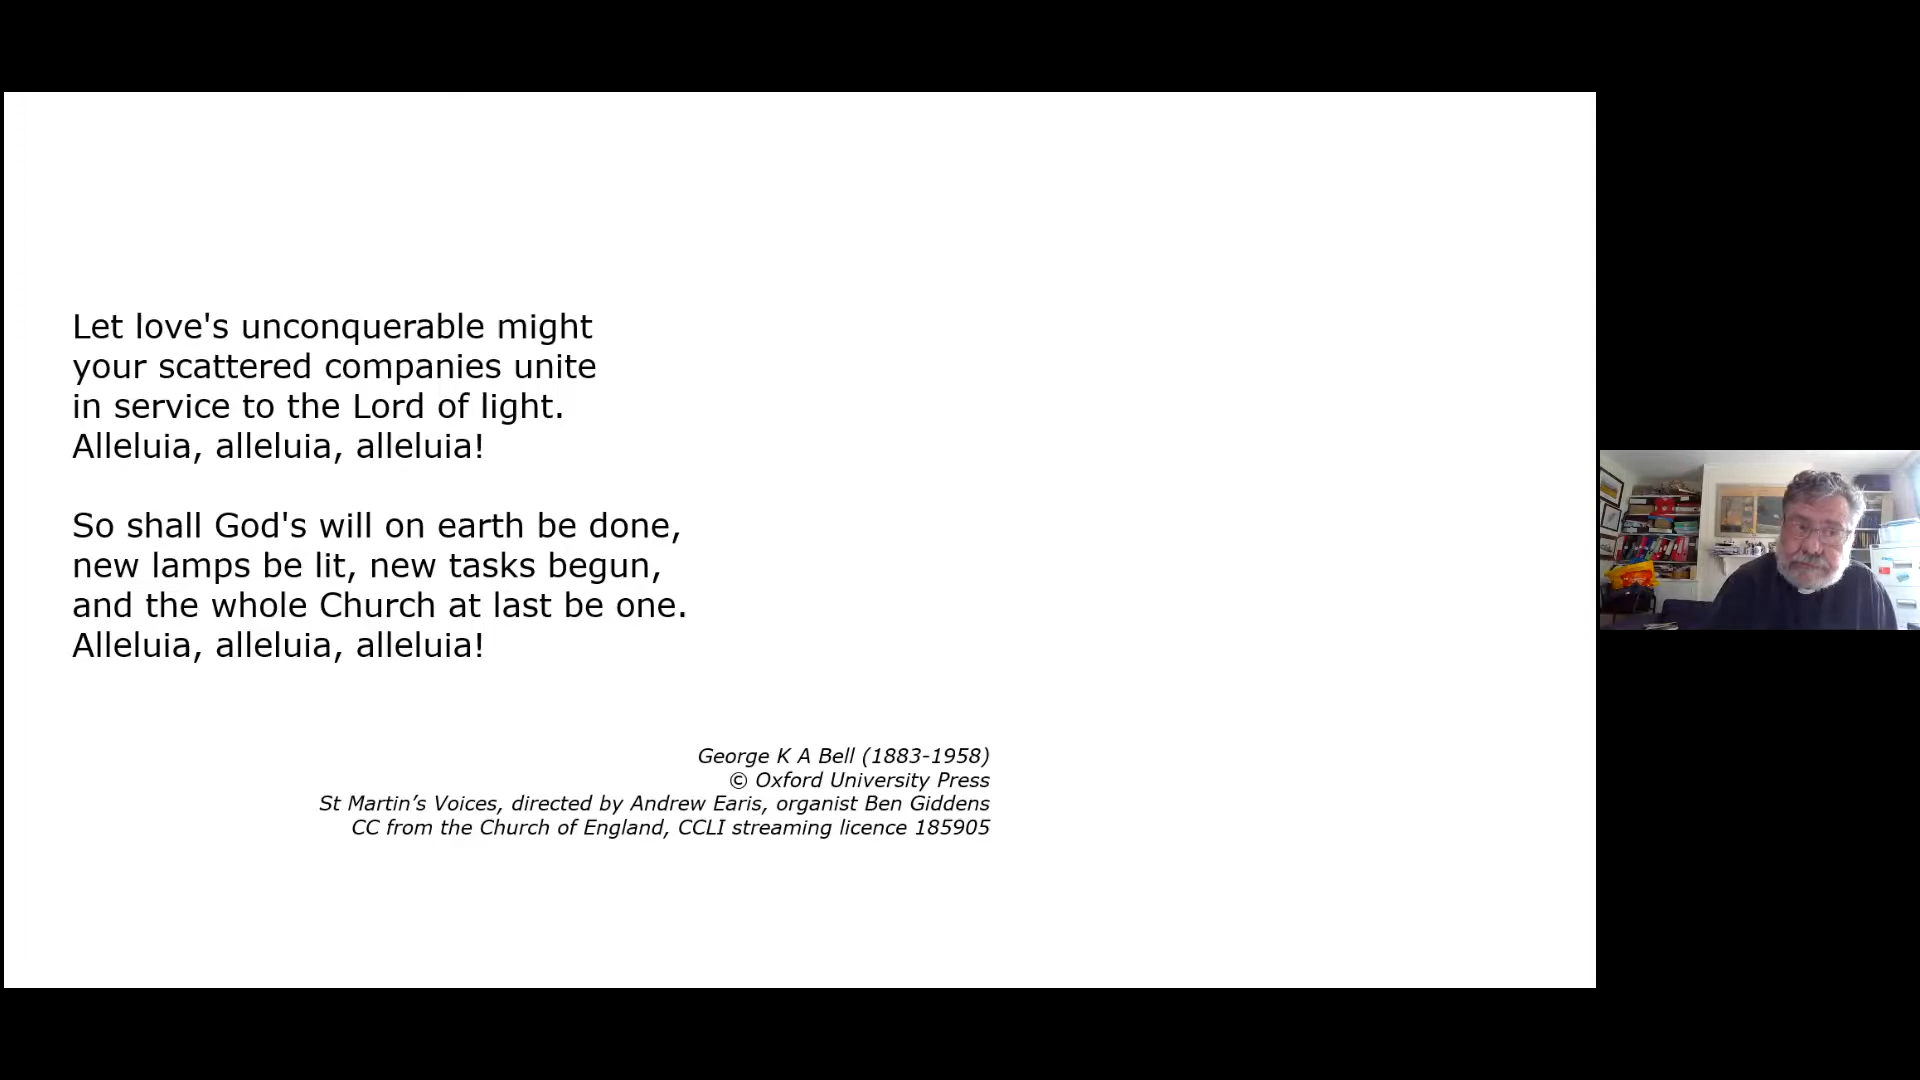 Let love's unconquerable might
your scattered companies unite
in service to the Lord of light.
Alleluia, alleluia, alleluia!
So shall God's will on earth be done,
new lamps be lit, new tasks begun,
and the whole Church at last be one.
Alleluia, alleluia, alleluia!
George K A Bell (1883-1958)
© Oxford University Press
St Martin’s Voices, directed by Andrew Earis, organist Ben Giddens
CC from the Church of England, CCLI streaming licence 185905